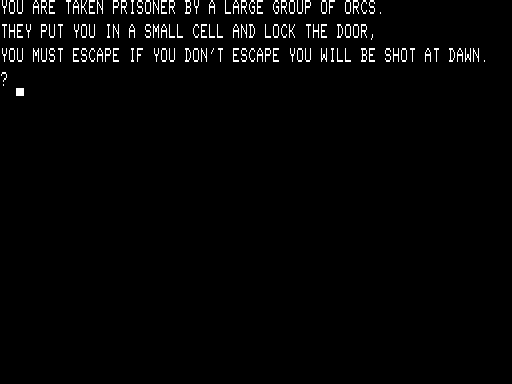 YOU ARE TAKEN PRISONER BY A LARGE GROUP OF ORCS.
THEY PUT YOU IN A SMALL CELL AND LOCK THE DOOR,
YOU MUST ESCAPE IF YOU DON'T ESCAPE YOU WILL BE SHOT AT DAWN.
?